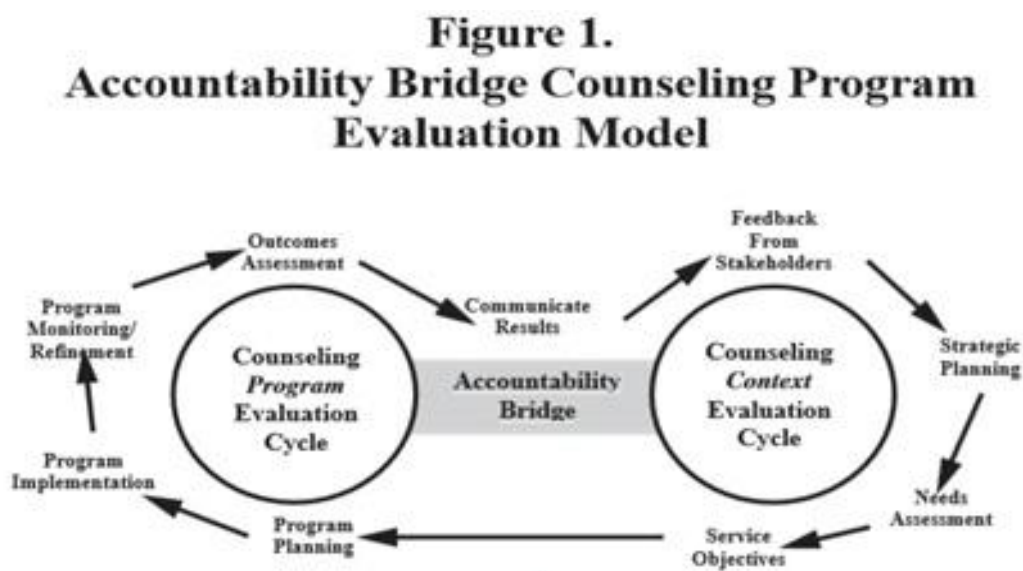 Figure 1.
Accountability Bridge Counseling Program
Evaluation Model
Outcomes
Assessment
Communicate
Results
Feedback
From
Stakeholders
Strategic
Planning
Needs
Assessment
Service
Objectives
Program
Planning
Program
Implementation
Program
Monitoring/
Refinement
Counseling
Program
Evaluation
Cycle
Accountability
Bridge
Counseling
Context
Evaluation
Cycle